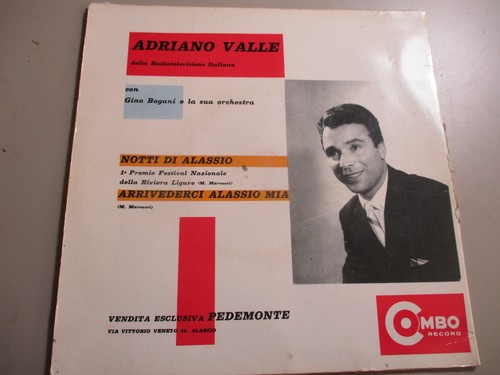 ADRIANO VALLE
della Radiotelevisione Italiana
con
Gino Bogani e la sua orchestra
NOTTI DI ALASSIO
1º Premio Festival Nazionale
della Riviera Ligure (M. Marcucci)
ARRIVEDERCI ALASSIO MIA
(M. Marcucci)
VENDITA ESCLUSIVA PEDEMONTE
VIA VITTORIO VENETO ALASSIO
COMBO
RECORD